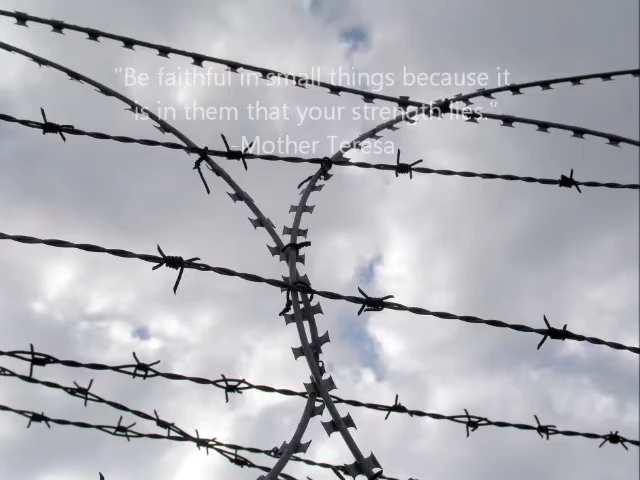 "Be faithful in small things because it
is in them that your strength lies."
-Mother Teresa